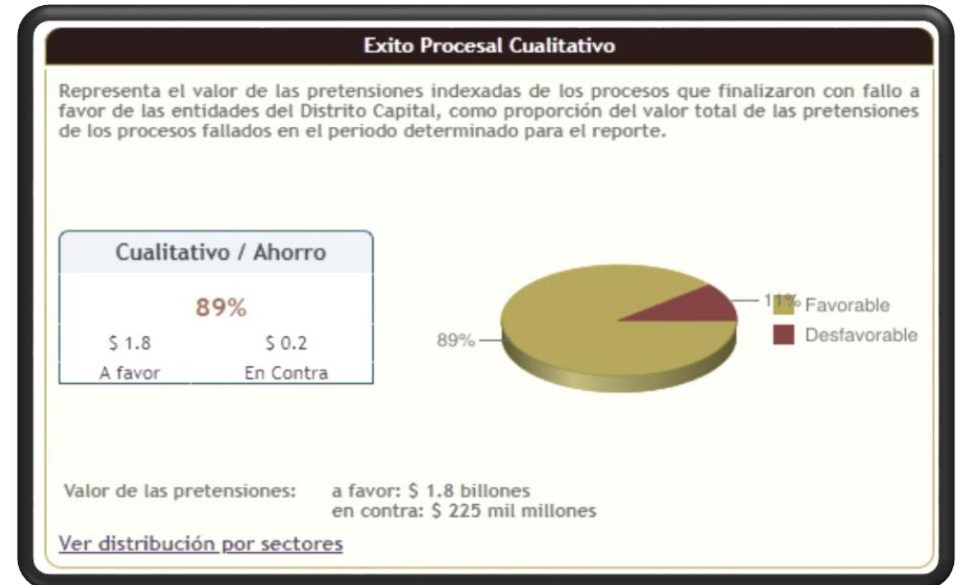 Exito Procesal Cualitativo
Representa el valor de las pretensiones indexadas de los procesos que finalizaron con fallo a
favor de las entidades del Distrito Capital, como proporción del valor total de las pretensiones
de los procesos fallados en el periodo determinado para el reporte.
Cualitativo / Ahorro
89%
$ 1.8 $ 0.2
A favor En Contra
89%
11%
Favorable
Desfavorable
Valor de las pretensiones: a favor: $ 1.8 billones
en contra: $ 225 mil millones
Ver distribución por sectores